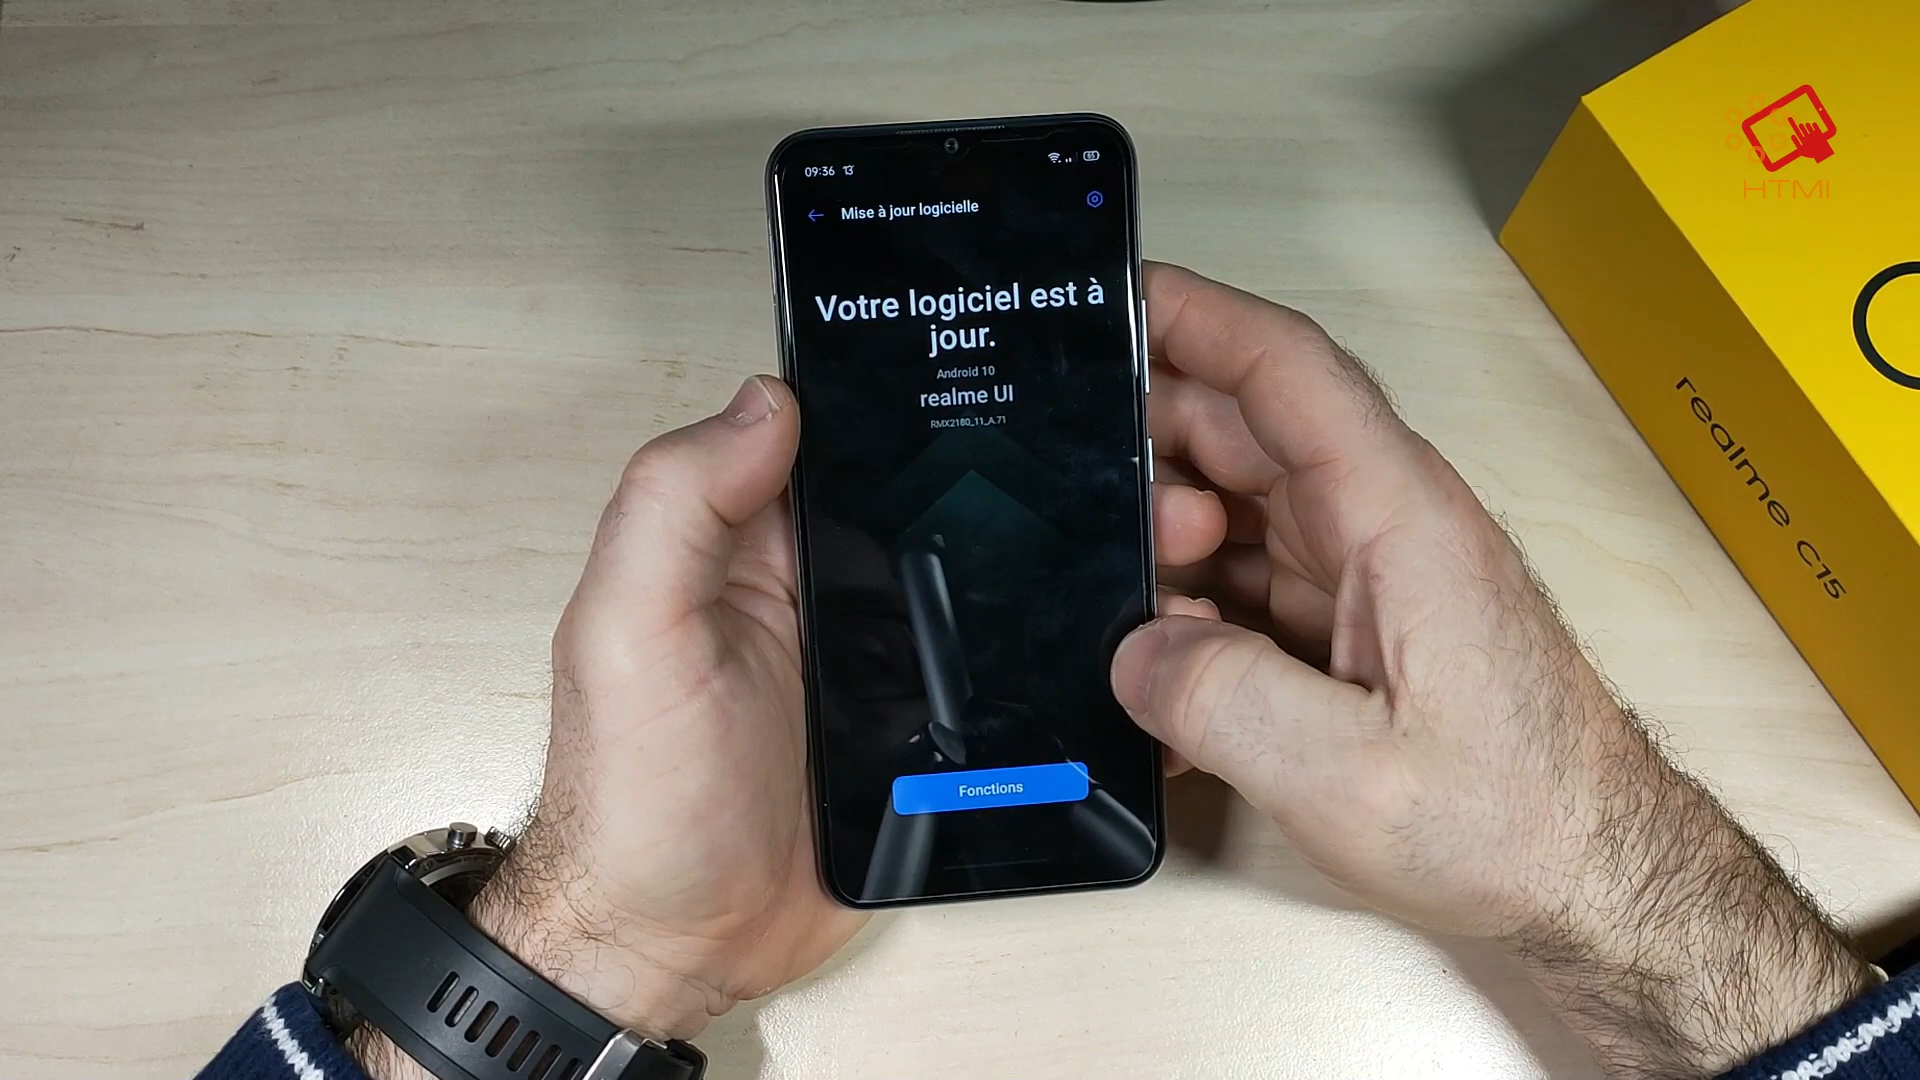 09:36
65
Mise à jour logicielle
Votre logiciel est à
jour.
Android 10
realme UI
RMX2180_11_A.71
Fonctions
HTMI
realme C15